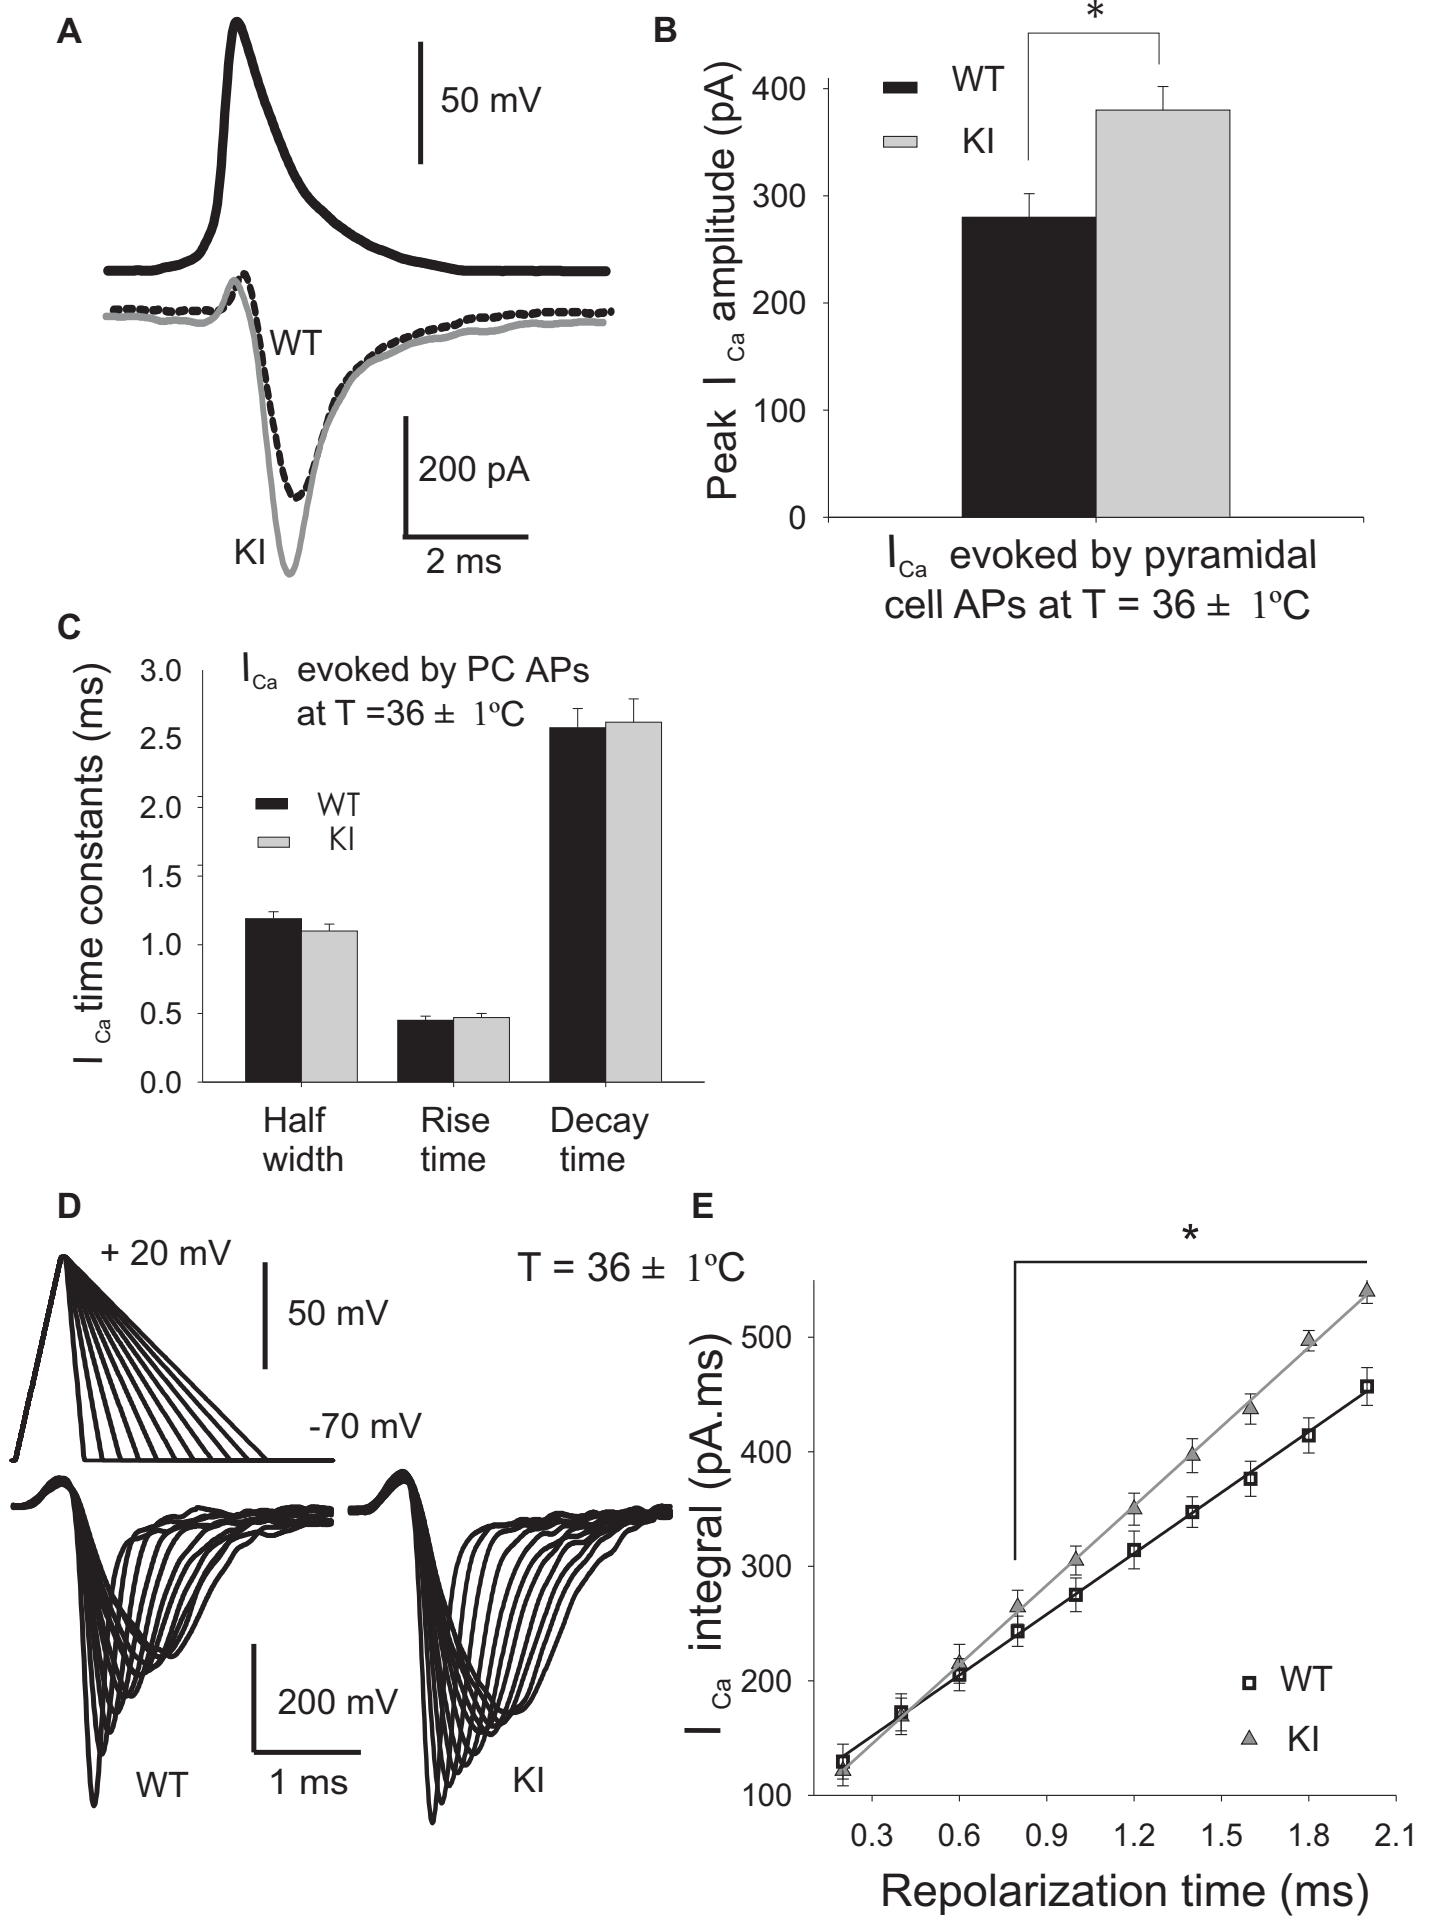 A
50 mV
WT
200 pA
KI
2 ms
B
*
WT
KI
400
300
200
100
0
Peak I Ca amplitude (pA)
ICa evoked by pyramidal
cell APs at T = 36 ± 1ºC
C
ICa evoked by PC APs
at T =36 ± 1ºC
WT
KI
3.0
2.5
2.0
1.5
1.0
0.5
0.0
I Ca time constants (ms)
Half
width
Rise
time
Decay
time
D
+ 20 mV
50 mV
-70 mV
T = 36 ± 1ºC
200 mV
1 ms
WT
KI
E
*
500
400
300
200
100
I Ca integral (pA.ms)
WT
KI
0.3 0.6 0.9 1.2 1.5 1.8 2.1
Repolarization time (ms)